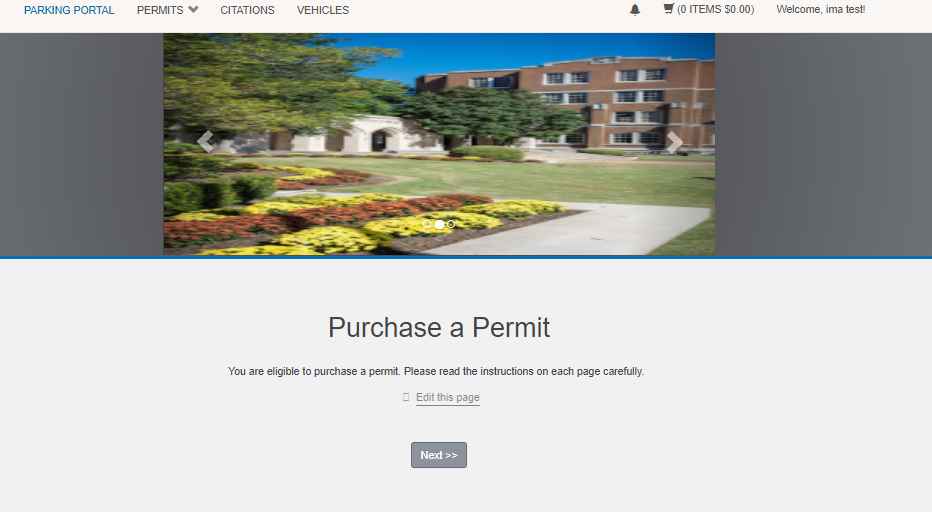 PARKING PORTAL PERMITS CITATIONS VEHICLES (0 ITEMS $0.00) Welcome, ima test!
Purchase a Permit
You are eligible to purchase a permit. Please read the instructions on each page carefully.
Edit this page
Next >>